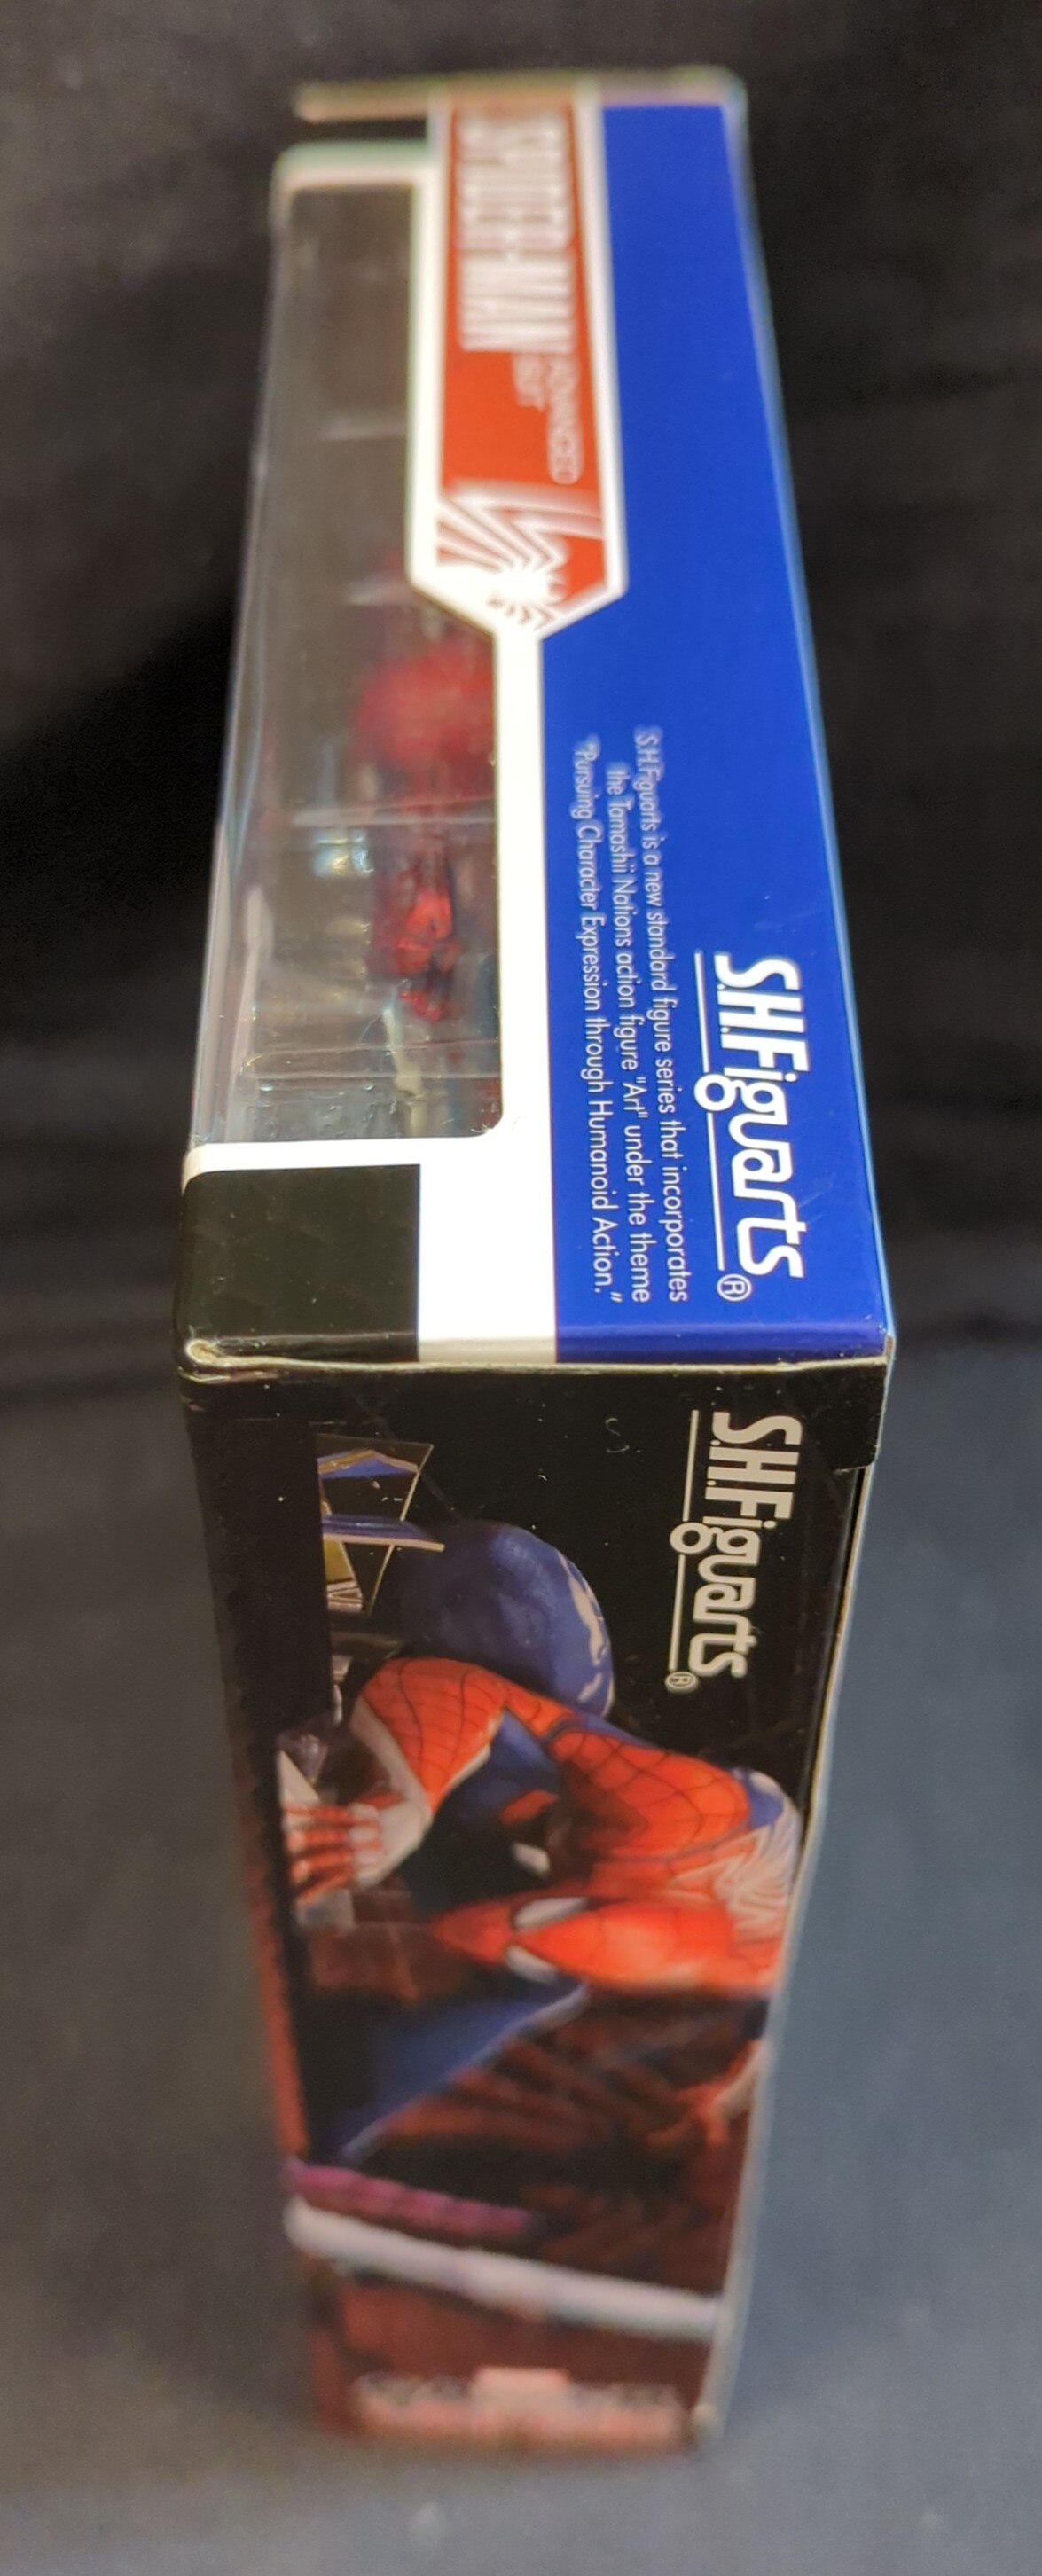 SPIDER-MAN
ADVANCED
SUIT
S.H.Figuarts®
S.H.Figuarts is a new standard figure series that incorporates
the Tamashii Nations action figure "Art" under the theme
"Pursuing Character Expression through Humanoid Action."
S.H.Figuarts®